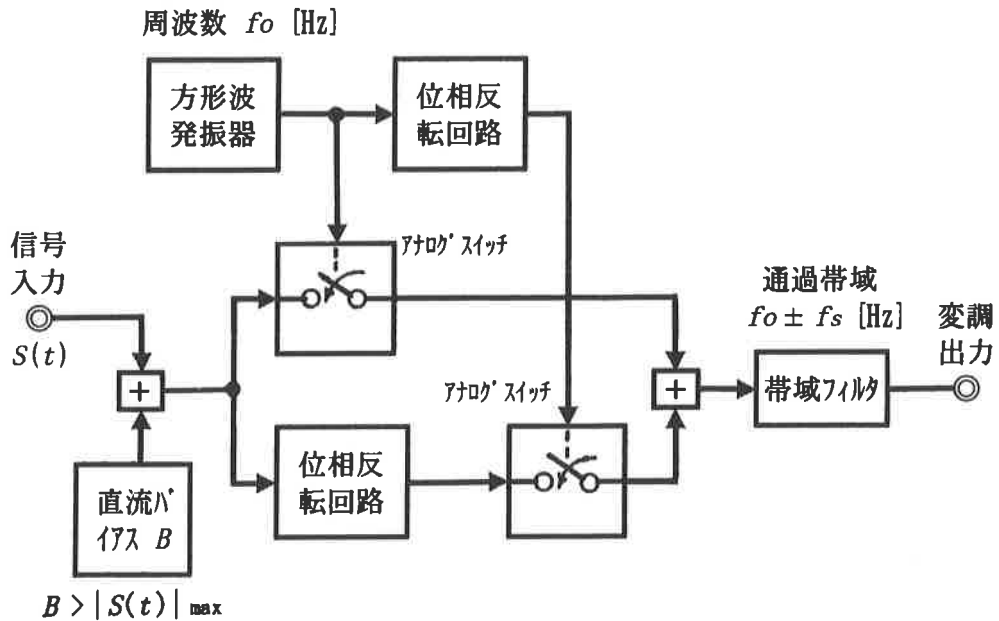 周波数 fo [Hz]
方形波
発振器
位相反
転回路
信号
入力
S(t)
アナログスイッチ
通過帯域
fo ± fs [Hz]
変調
出力
+
アナログスイッチ
+
帯域フィルタ
位相反
転回路
直流バ
イアス B
B > |S(t)| max